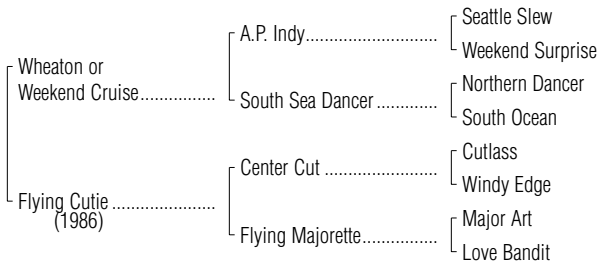 Seattle Slew
A.P. Indy..............................
Weekend Surprise
Wheaton or
Weekend Cruise.................
Northern Dancer
South Sea Dancer..............
South Ocean
Cutlass
Center Cut..........................
Windy Edge
Flying Cutie.......................
(1986)
Major Art
Flying Majorette.................
Love Bandit